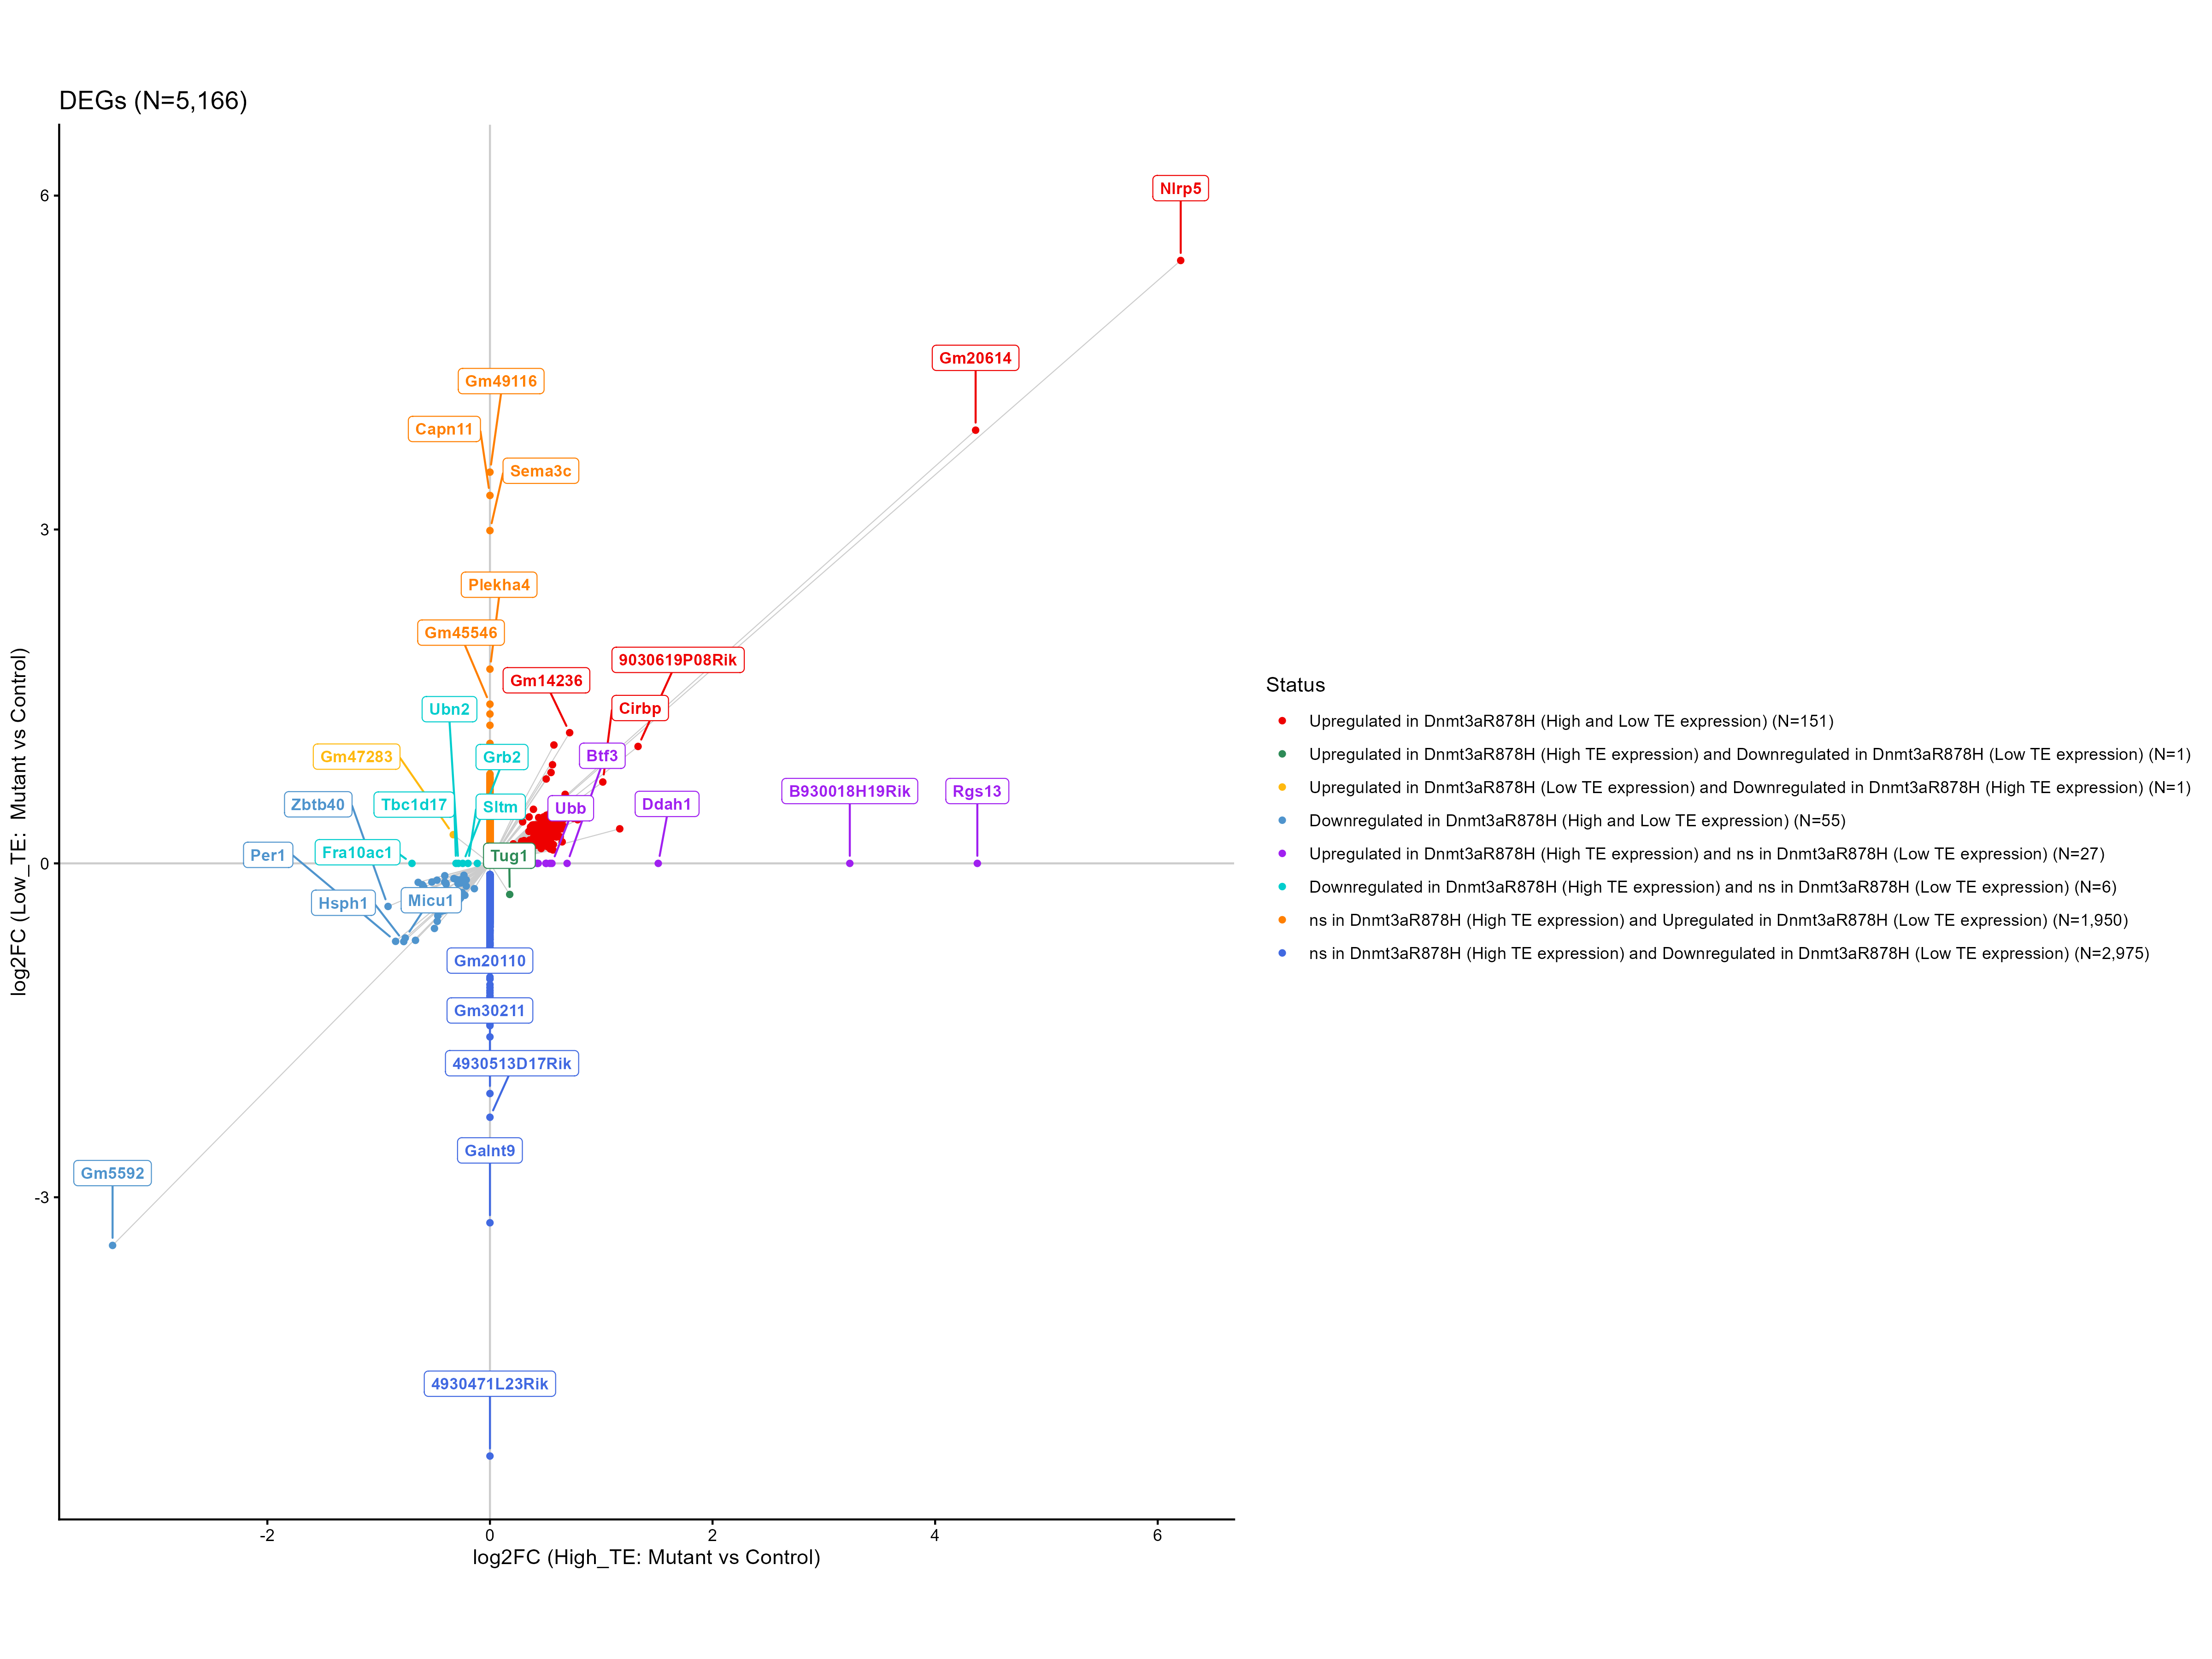 DEGs (N=5,166)
Nlrp5
6
Gm20614
Gm49116
Capn11
Sema3c
3
Plekha4
Gm45546
9030619P08Rik
Gm14236
Cirbp
Ubn2
Gm47283
Grb2
Btf3
Zbtb40
Tbc1d17
Sltm
Ubb
Ddah1
B930018H19Rik
Rgs13
Per1
Fra10ac1
Tug1
0
Hsph1
Micu1
Gm20110
Gm30211
4930513D17Rik
Galnt9
Gm5592
-3
4930471L23Rik
-2
0
2
4
6
log2FC (High_TE: Mutant vs Control)
log2FC (Low_TE:  Mutant vs Control)
Status
Upregulated in Dnmt3aR878H (High and Low TE expression) (N=151)
Upregulated in Dnmt3aR878H (High TE expression) and Downregulated in Dnmt3aR878H (Low TE expression) (N=1)
Upregulated in Dnmt3aR878H (Low TE expression) and Downregulated in Dnmt3aR878H (High TE expression) (N=1)
Downregulated in Dnmt3aR878H (High and Low TE expression) (N=55)
Upregulated in Dnmt3aR878H (High TE expression) and ns in Dnmt3aR878H (Low TE expression) (N=27)
Downregulated in Dnmt3aR878H (High TE expression) and ns in Dnmt3aR878H (Low TE expression) (N=6)
ns in Dnmt3aR878H (High TE expression) and Upregulated in Dnmt3aR878H (Low TE expression) (N=1,950)
ns in Dnmt3aR878H (High TE expression) and Downregulated in Dnmt3aR878H (Low TE expression) (N=2,975)